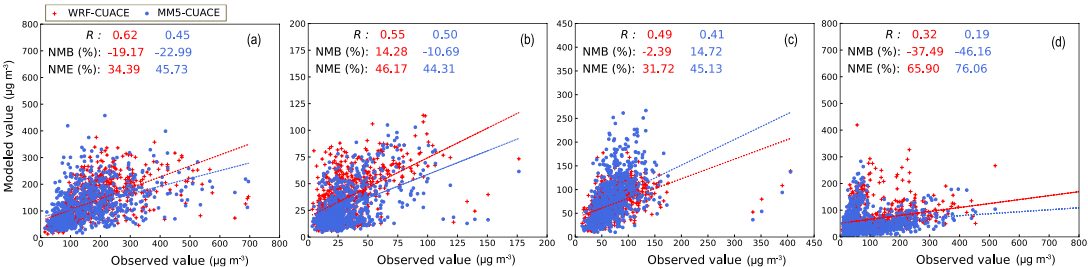 WRF-CUACE MM5-CUACE
R : 0.62 0.45 (a)
NMB (%): -19.17 -22.99
NME (%): 34.39 45.73
R : 0.55 0.50 (b)
NMB (%): 14.28 -10.69
NME (%): 46.17 44.31
R : 0.49 0.41 (c)
NMB (%): -2.39 14.72
NME (%): 31.72 45.13
R : 0.32 0.19 (d)
NMB (%): -37.49 -46.16
NME (%): 65.90 76.06
Modeled value (μg m⁻³)
800
700
600
500
400
300
200
100
0
0 100 200 300 400 500 600 700 800
Observed value (μg m⁻³)
200
175
150
125
100
75
50
25
0
0 25 50 75 100 125 150 175 200
Observed value (μg m⁻³)
450
400
350
300
250
200
150
100
50
0
0 50 100 150 200 250 300 350 400 450
Observed value (μg m⁻³)
800
700
600
500
400
300
200
100
0
0 100 200 300 400 500 600 700 800
Observed value (μg m⁻³)